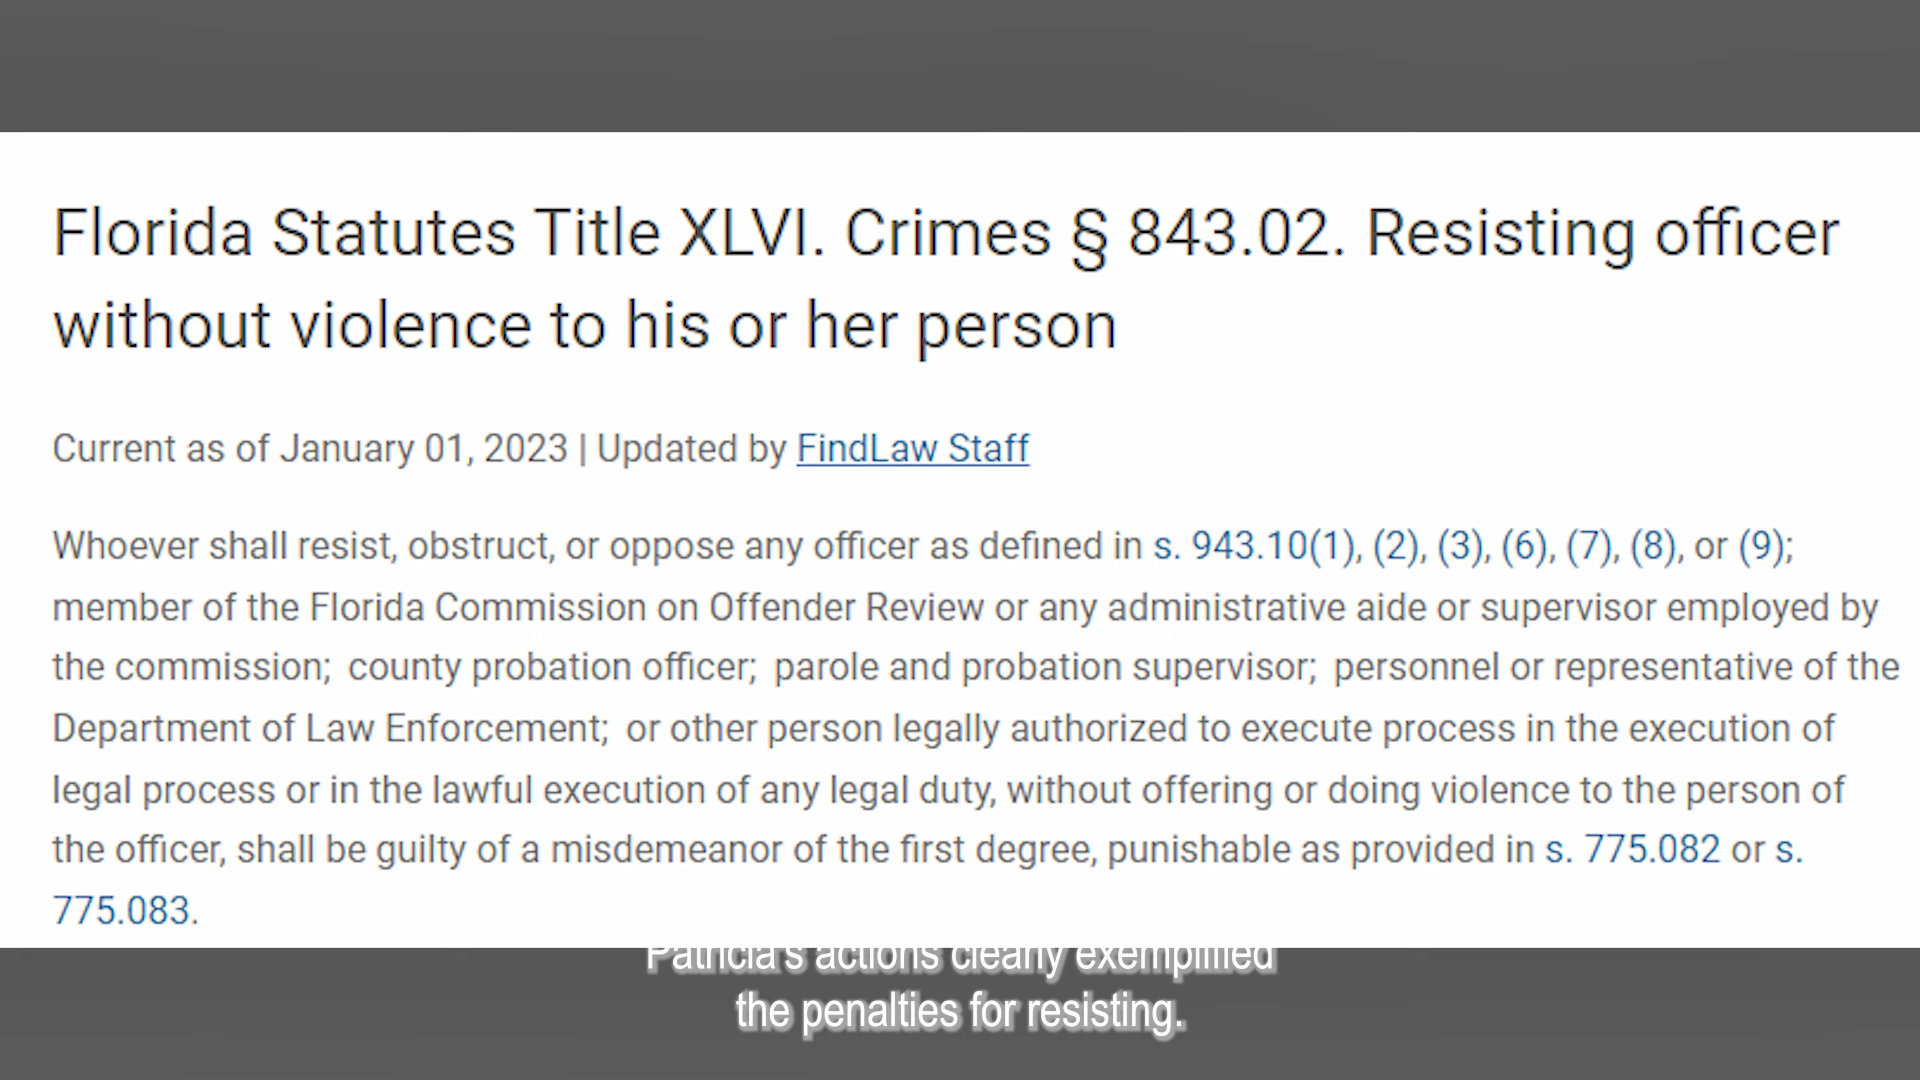 Florida Statutes Title XLVI. Crimes § 843.02. Resisting officer
without violence to his or her person
Current as of January 01, 2023 | Updated by FindLaw Staff
Whoever shall resist, obstruct, or oppose any officer as defined in s. 943.10(1), (2), (3), (6), (7), (8), or (9);
member of the Florida Commission on Offender Review or any administrative aide or supervisor employed by
the commission; county probation officer; parole and probation supervisor; personnel or representative of the
Department of Law Enforcement; or other person legally authorized to execute process in the execution of
legal process or in the lawful execution of any legal duty, without offering or doing violence to the person of
the officer, shall be guilty of a misdemeanor of the first degree, punishable as provided in s. 775.082 or s.
775.083.
Patricia's actions clearly exemplified
the penalties for resisting.